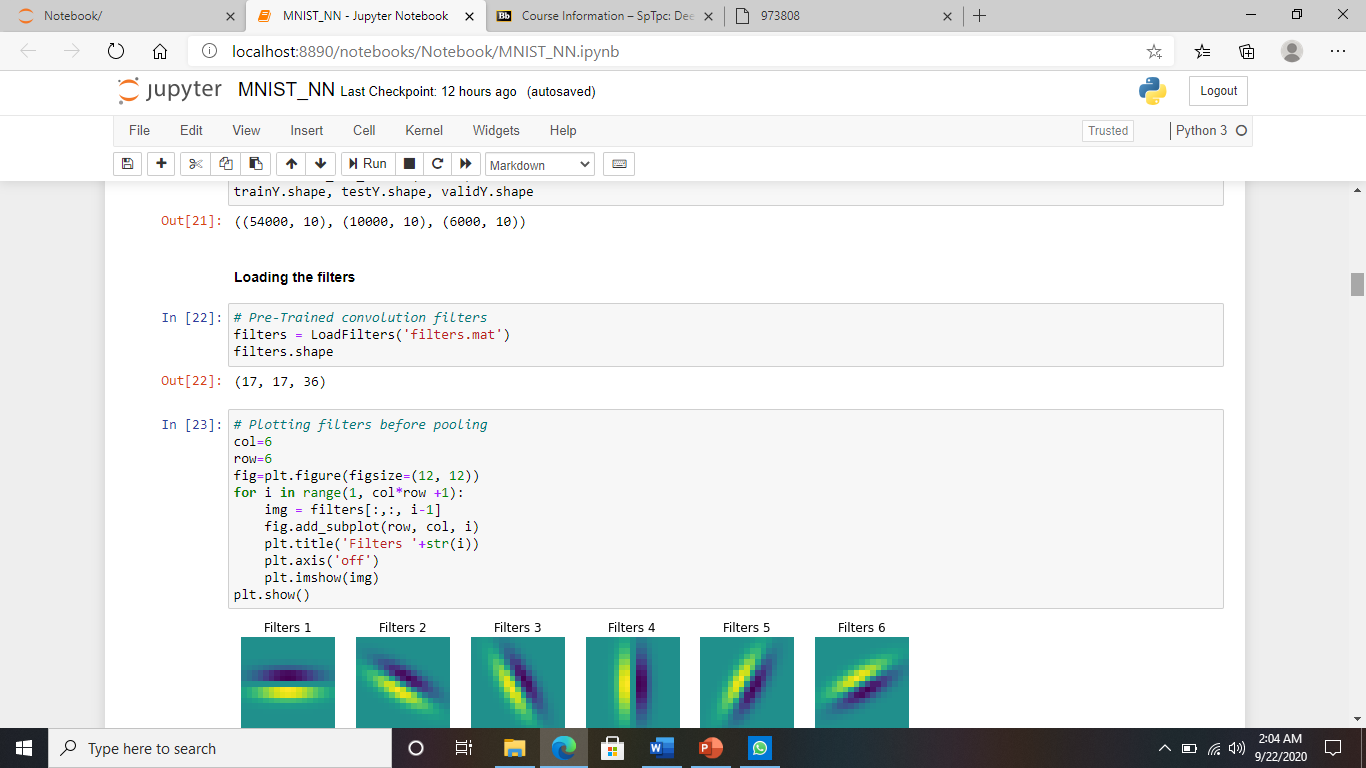 Notebook/
MNIST_NN - Jupyter Notebook
Bb Course Information – SpTpc: Dee
973808
localhost:8890/notebooks/Notebook/MNIST_NN.ipynb
jupyter MNIST_NN Last Checkpoint: 12 hours ago (autosaved)
Logout
File Edit View Insert Cell Kernel Widgets Help
Trusted
Python 3
Run
Markdown
trainY.shape, testY.shape, validY.shape
Out[21]: ((54000, 10), (10000, 10), (6000, 10))
Loading the filters
In [22]: # Pre-Trained convolution filters
filters = LoadFilters('filters.mat')
filters.shape
Out[22]: (17, 17, 36)
In [23]: # Plotting filters before pooling
col=6
row=6
fig=plt.figure(figsize=(12, 12))
for i in range(1, col*row +1):
    img = filters[:,:, i-1]
    fig.add_subplot(row, col, i)
    plt.title('Filters '+str(i))
    plt.axis('off')
    plt.imshow(img)
plt.show()
Filters 1 Filters 2 Filters 3 Filters 4 Filters 5 Filters 6
Type here to search
2:04 AM
9/22/2020